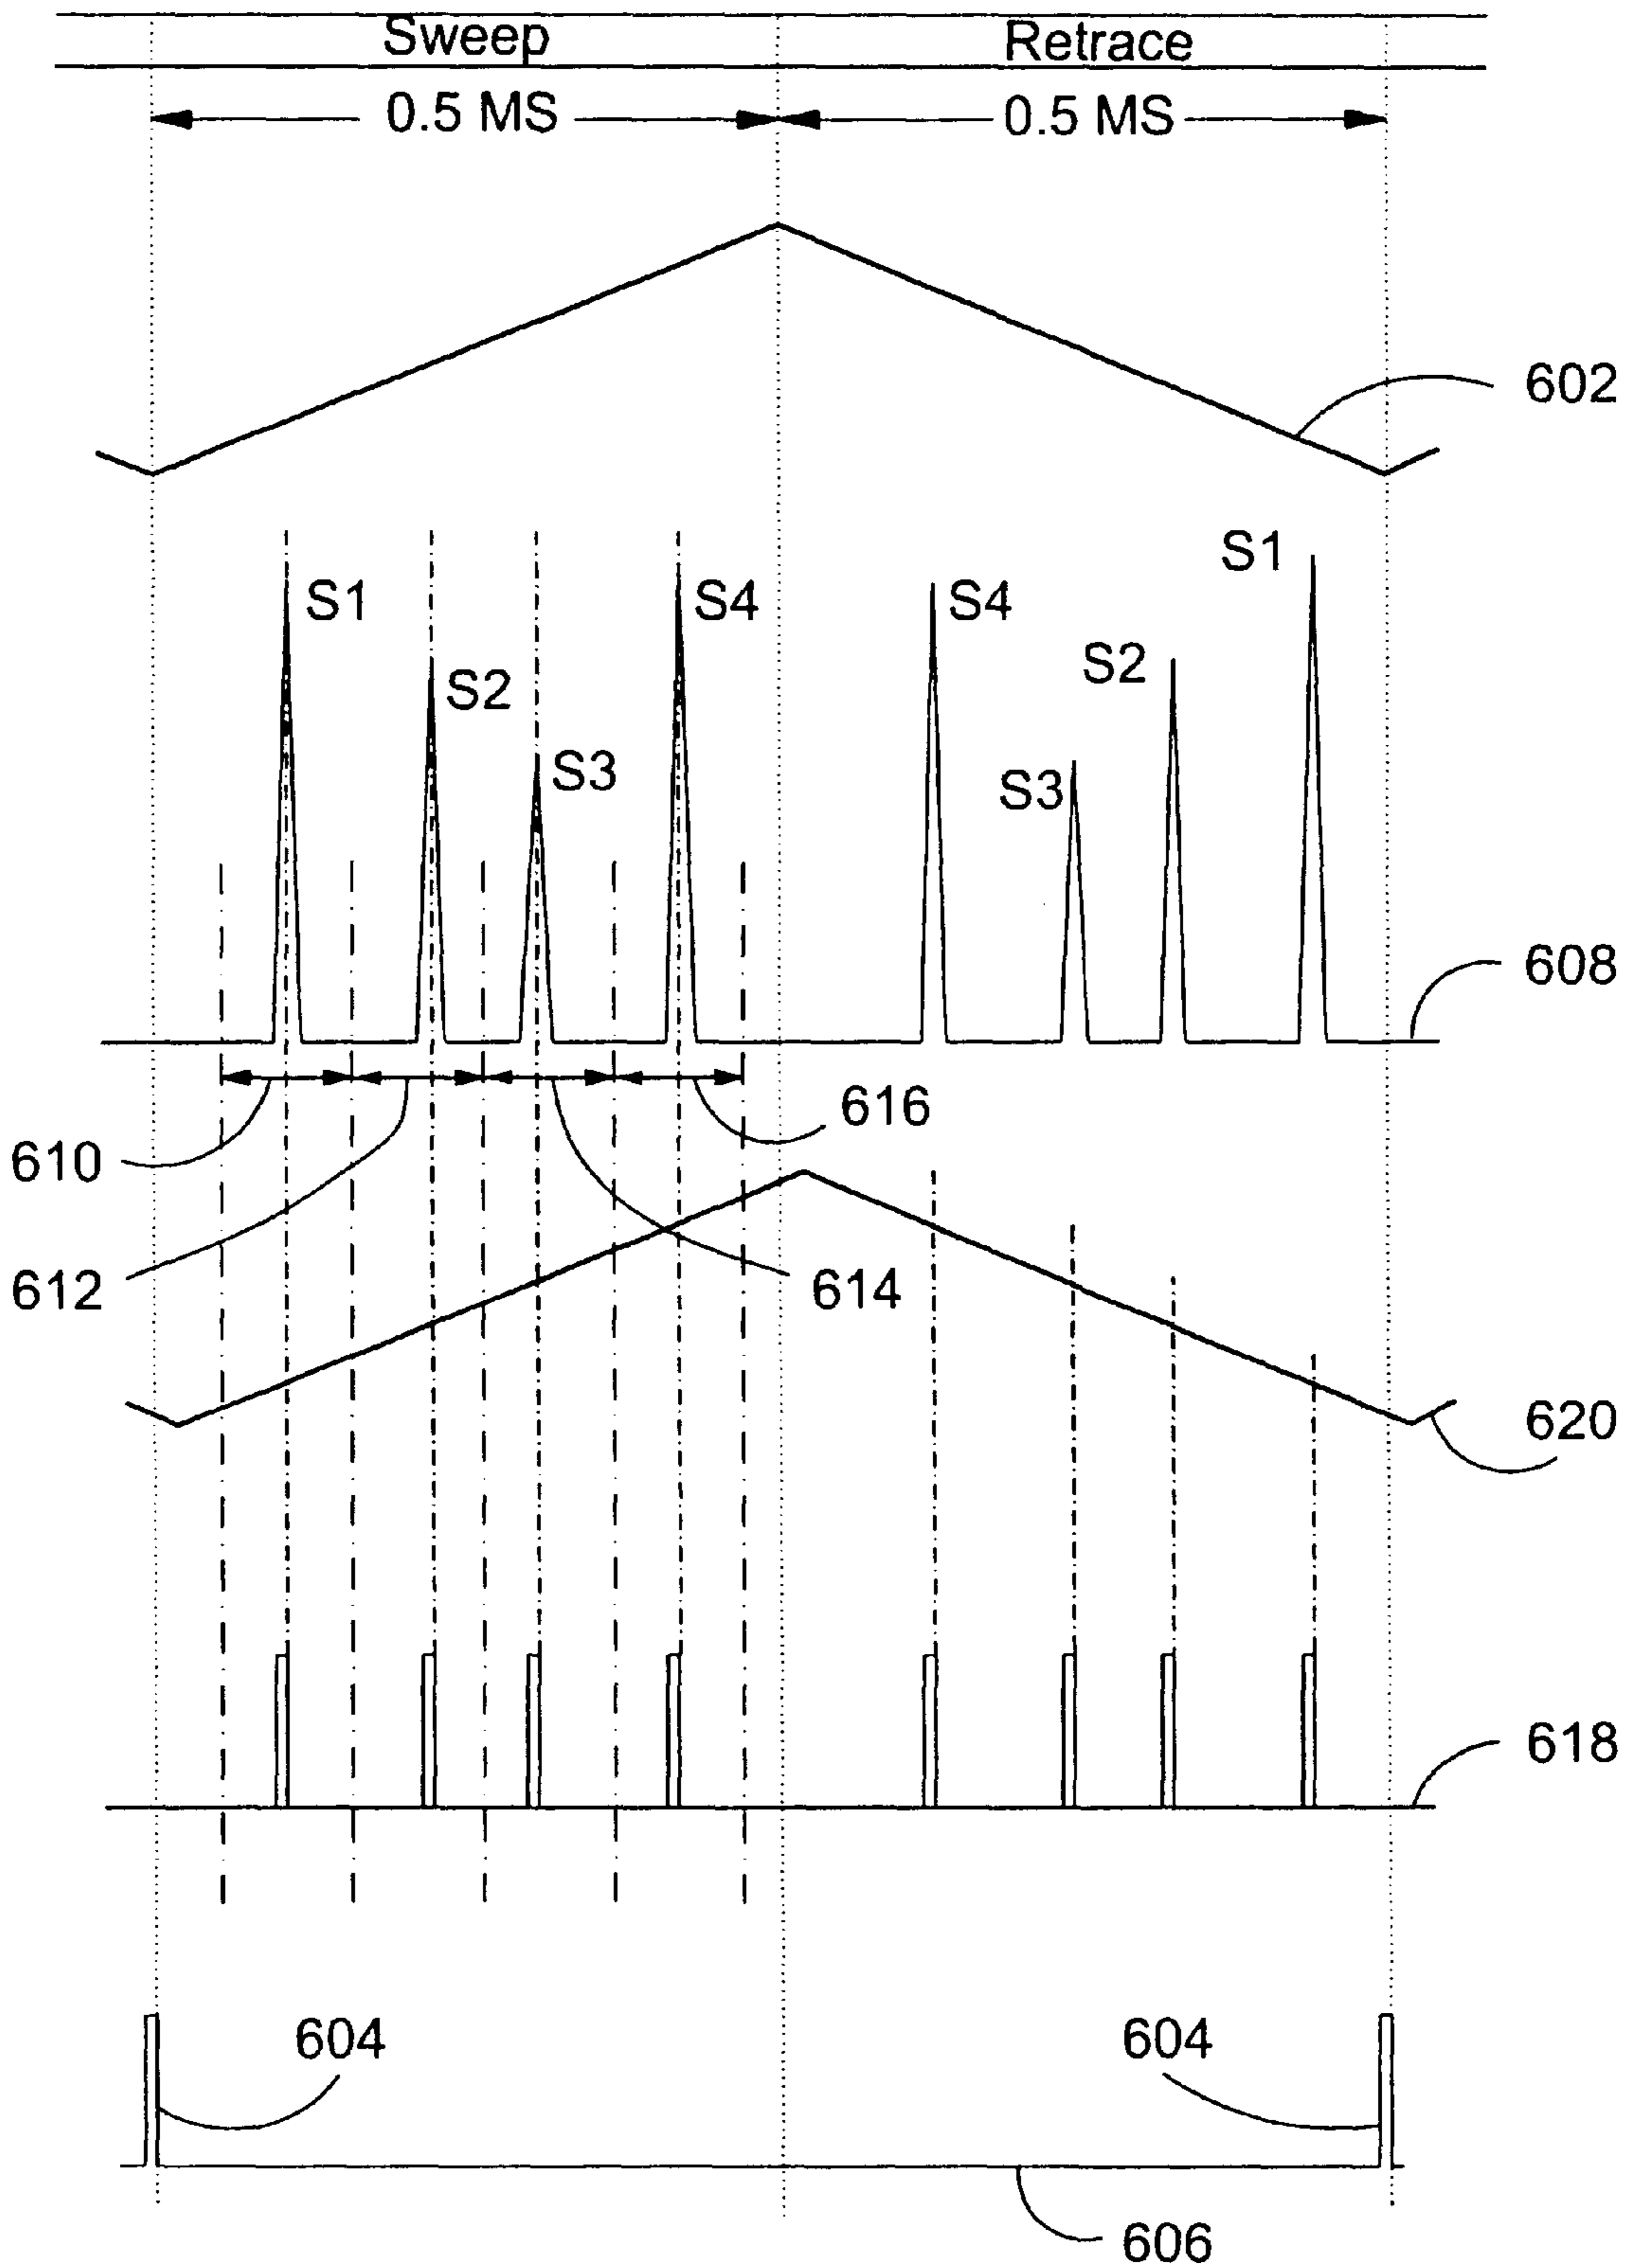 Sweep Retrace
0.5 MS 0.5 MS
602
S1 S2 S3 S4 S4 S3 S2 S1
608
610 612 614 616
620
618
604 604
606